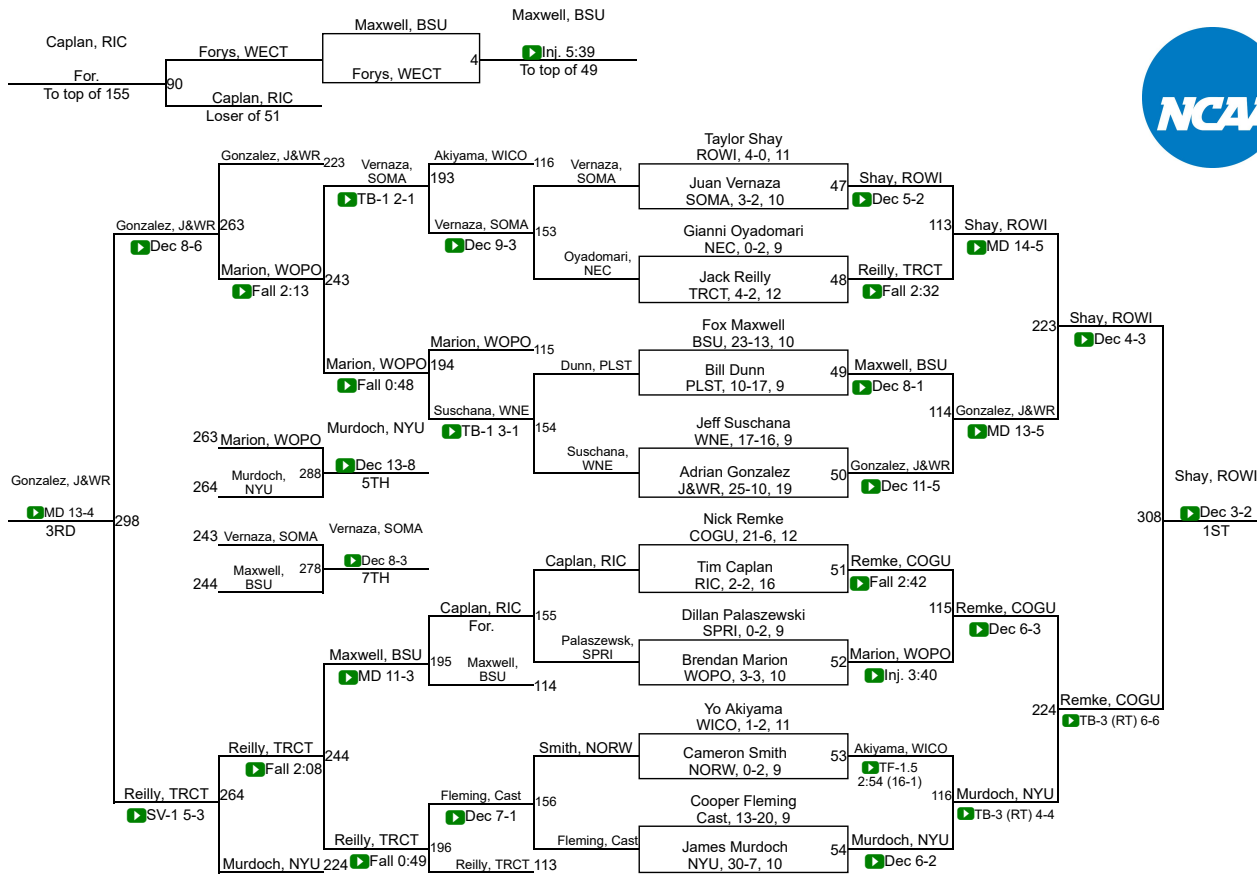 Maxwell, BSU
Maxwell, BSU
Caplan, RIC
Forys, WECT
4
Inj. 5:39
For.
Forys, WECT
To top of 49
To top of 155
90
Caplan, RIC
Loser of 51
NCAA
Taylor Shay
ROWI, 4-0, 11
Gonzalez, J&WR
223
Vernaza,
SOMA
Akiyama, WICO
116
Vernaza,
SOMA
193
Juan Vernaza
SOMA, 3-2, 10
47
Shay, ROWI
TB-1 2-1
Dec 5-2
Gonzalez, J&WR
263
Vernaza, SOMA
153
Gianni Oyadomari
NEC, 0-2, 9
113
Shay, ROWI
Dec 8-6
Dec 9-3
MD 14-5
Marion, WOPO
243
Oyadomari,
NEC
Jack Reilly
TRCT, 4-2, 12
48
Reilly, TRCT
Fall 2:13
Fall 2:32
Fox Maxwell
BSU, 23-13, 10
223
Shay, ROWI
Dec 4-3
Marion, WOPO
115
Marion, WOPO
194
Dunn, PLST
Bill Dunn
PLST, 10-17, 9
49
Maxwell, BSU
Fall 0:48
Dec 8-1
Suschana, WNE
154
Jeff Suschana
WNE, 17-16, 9
114
Gonzalez, J&WR
TB-1 3-1
MD 13-5
Murdoch, NYU
263
Marion, WOPO
Suschana,
WNE
Adrian Gonzalez
J&WR, 25-10, 19
50
Gonzalez, J&WR
Dec 13-8
Dec 11-5
Murdoch,
NYU
288
5TH
264
Gonzalez, J&WR
Shay, ROWI
MD 13-4
298
Nick Remke
COGU, 21-6, 12
308
Dec 3-2
3RD
1ST
243
Vernaza, SOMA
Vernaza, SOMA
Dec 8-3
Maxwell,
BSU
278
7TH
244
Caplan, RIC
Tim Caplan
RIC, 2-2, 16
51
Remke, COGU
Fall 2:42
Caplan, RIC
155
Dillan Palaszewski
SPRI, 0-2, 9
115
Remke, COGU
For.
Dec 6-3
Maxwell, BSU
195
Maxwell,
BSU
114
Palaszewsk,
SPRI
Brendan Marion
WOPO, 3-3, 10
52
Marion, WOPO
MD 11-3
Inj. 3:40
Yo Akiyama
WICO, 1-2, 11
224
Remke, COGU
TB-3 (RT) 6-6
Reilly, TRCT
244
Smith, NORW
Cameron Smith
NORW, 0-2, 9
53
Akiyama, WICO
Fall 2:08
TF-1.5
2:54 (16-1)
Reilly, TRCT
264
Fleming, Cast
156
Cooper Fleming
Cast, 13-20, 9
116
Murdoch, NYU
SV-1 5-3
Dec 7-1
TB-3 (RT) 4-4
Reilly, TRCT
196
Fleming, Cast
James Murdoch
NYU, 30-7, 10
54
Murdoch, NYU
Murdoch, NYU
224
Fall 0:49
Reilly, TRCT
113
Dec 6-2